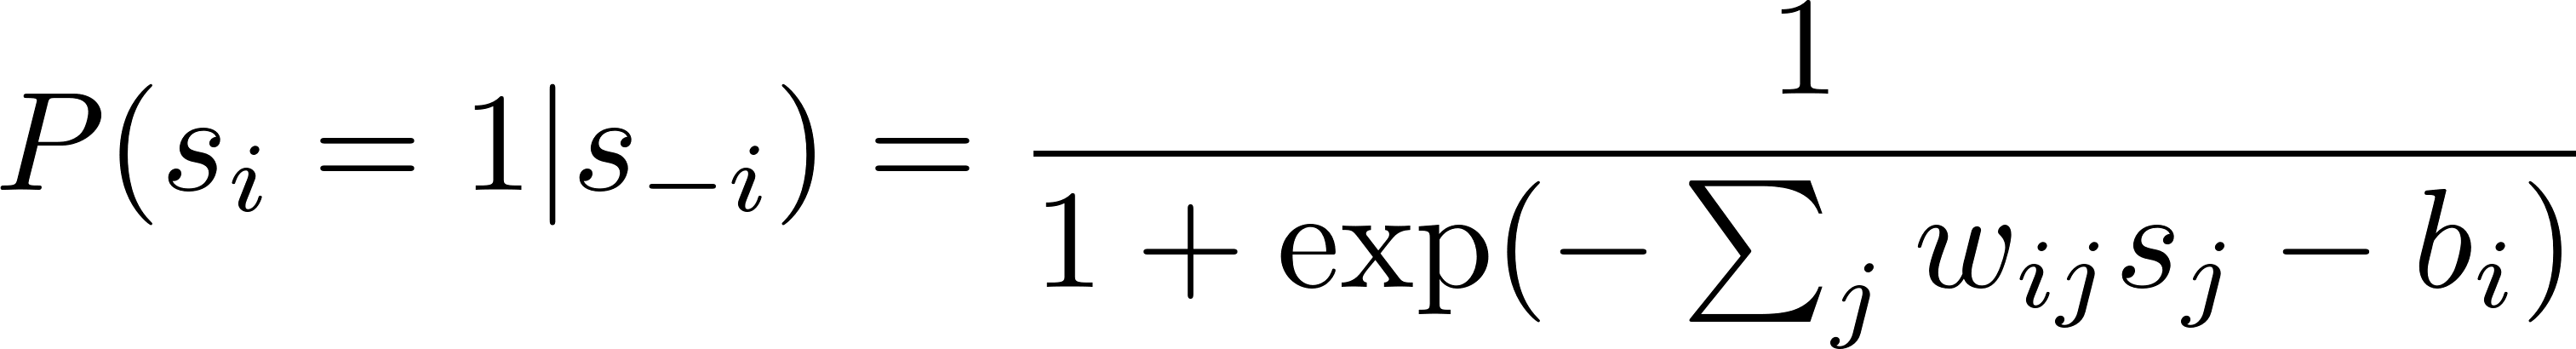 P(s_i = 1|s_{-i}) = \frac{1}{1 + \exp(-\sum_j w_{ij} s_j - b_i)}